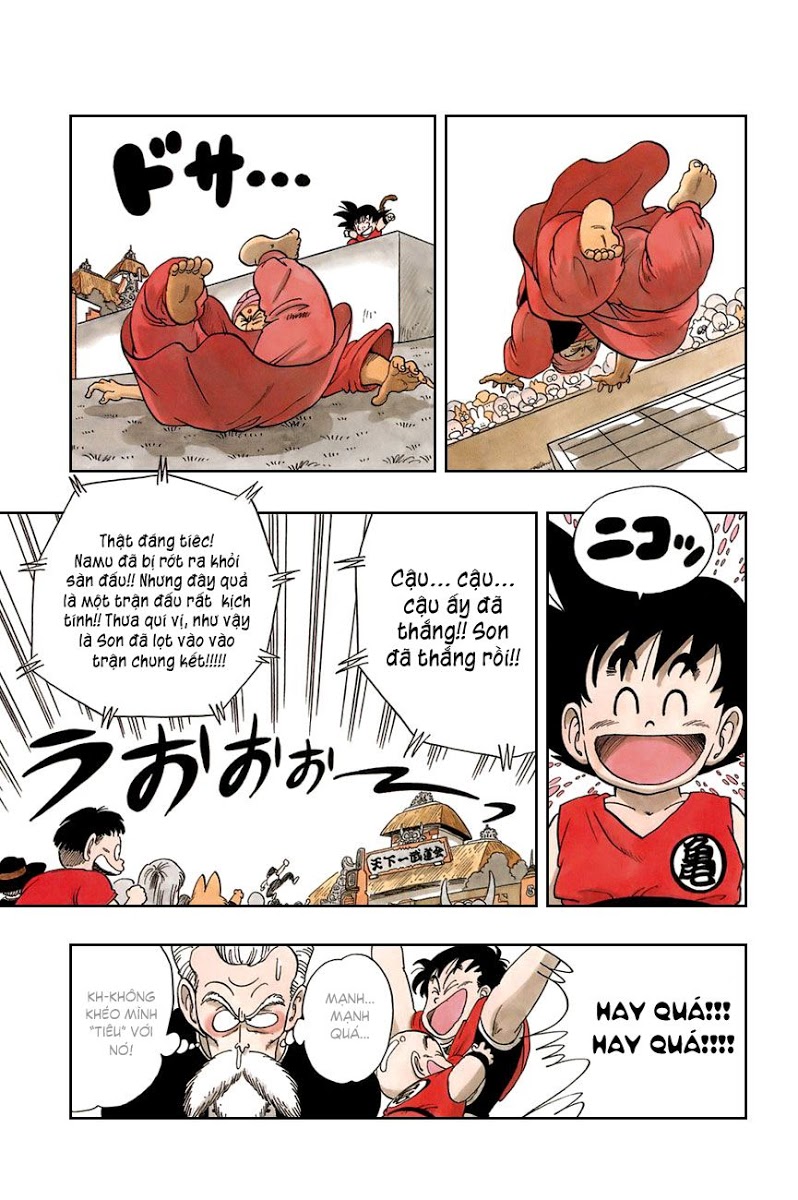 ドサ…
ニコッ
Cậu... cậu...
cậu ấy đã
thắng!! Son
đã thắng rồi!!
Thật đáng tiếc!
Namu đã bị rớt ra khỏi
sàn đấu!! Nhưng đây quả
là một trận đấu rất kịch
tính!! Thưa quí vị, như vậy
là Son đã lọt vào vào
trận chung kết!!!!!
うおおおーっ
天下一武道会
亀
HAY QUÁ!!!
HAY QUÁ!!!!
MẠNH...
MẠNH
QUÁ...
KH-KHÔNG
KHÉO MÌNH
"TIÊU" VỚI
NÓ!